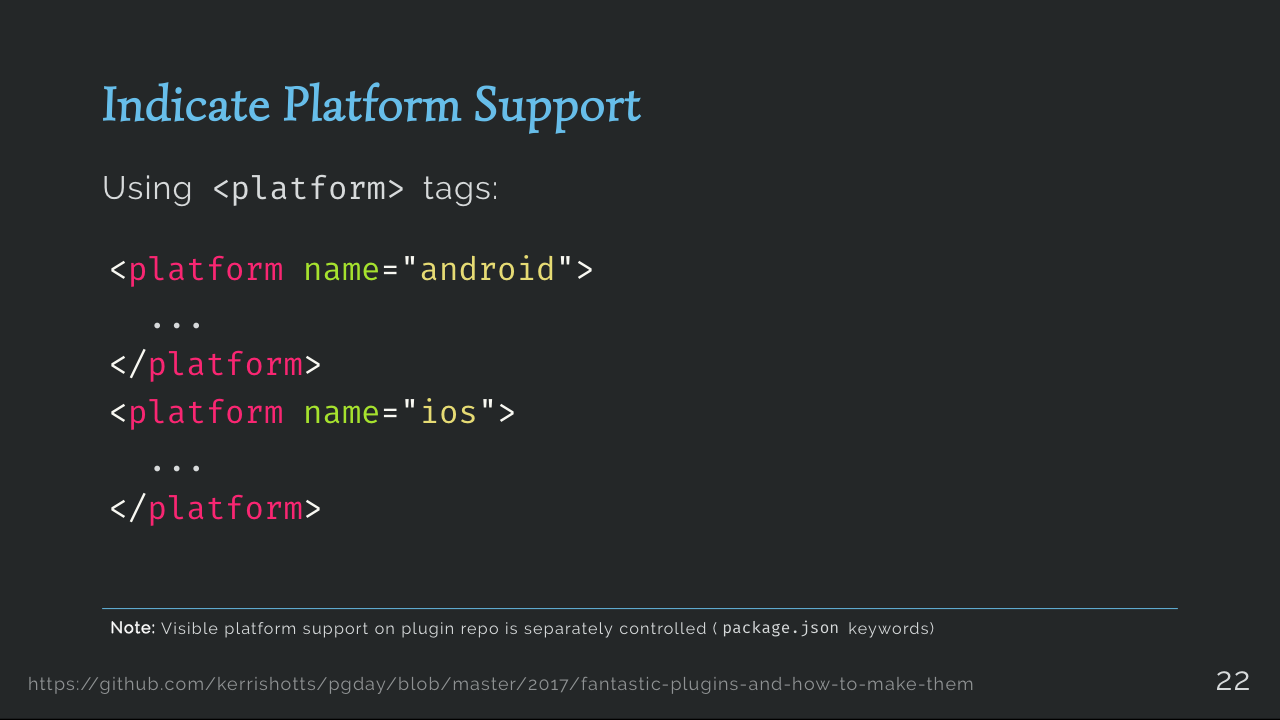 Indicate Platform Support
Using <platform> tags:
<platform name="android">
...
</platform>
<platform name="ios">
...
</platform>
Note: Visible platform support on plugin repo is separately controlled ( package.json keywords)
https://github.com/kerrishotts/pgday/blob/master/2017/fantastic-plugins-and-how-to-make-them
22